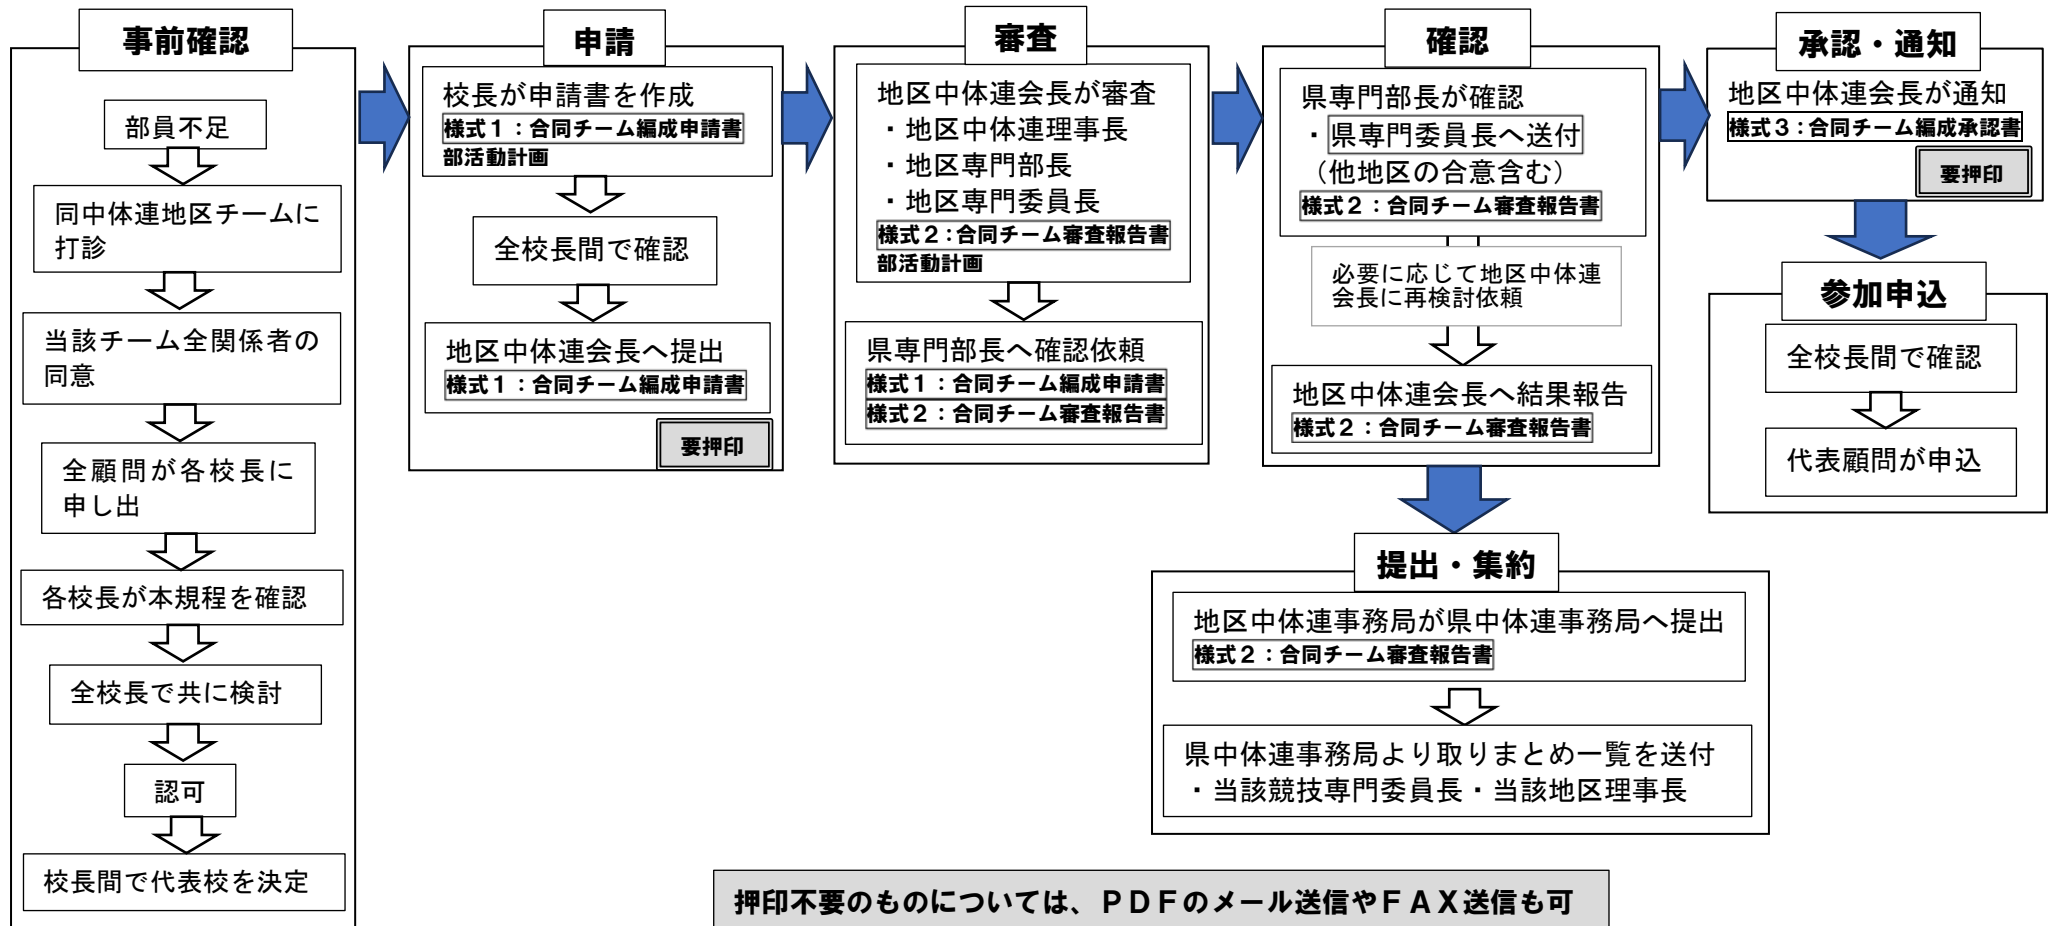 事前確認
部員不足
同中体連地区チームに
打診
当該チーム全関係者の
同意
全顧問が各校長に
申し出
各校長が本規程を確認
全校長で共に検討
認可
校長間で代表校を決定
申請
校長が申請書を作成
様式１：合同チーム編成申請書
部活動計画
全校長間で確認
地区中体連会長へ提出
様式１：合同チーム編成申請書
要押印
審査
地区中体連会長が審査
・地区中体連理事長
・地区専門部長
・地区専門委員長
様式２：合同チーム審査報告書
部活動計画
県専門部長へ確認依頼
様式１：合同チーム編成申請書
様式２：合同チーム審査報告書
確認
県専門部長が確認
・県専門委員長へ送付
（他地区の合意含む）
様式２：合同チーム審査報告書
必要に応じて地区中体連
会長に再検討依頼
地区中体連会長へ結果報告
様式２：合同チーム審査報告書
承認・通知
地区中体連会長が通知
様式３：合同チーム編成承認書
要押印
参加申込
全校長間で確認
代表顧問が申込
提出・集約
地区中体連事務局が県中体連事務局へ提出
様式２：合同チーム審査報告書
県中体連事務局より取りまとめ一覧を送付
・当該競技専門委員長・当該地区理事長
押印不要のものについては、ＰＤＦのメール送信やＦＡＸ送信も可